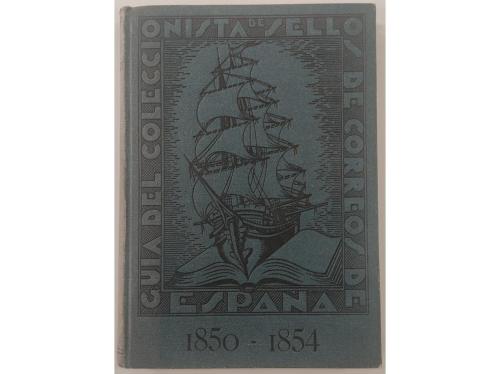 GUIA DEL COLECCIONISTA DE SELLOS DE CORREOS DE
ESPAÑA
1850 - 1854